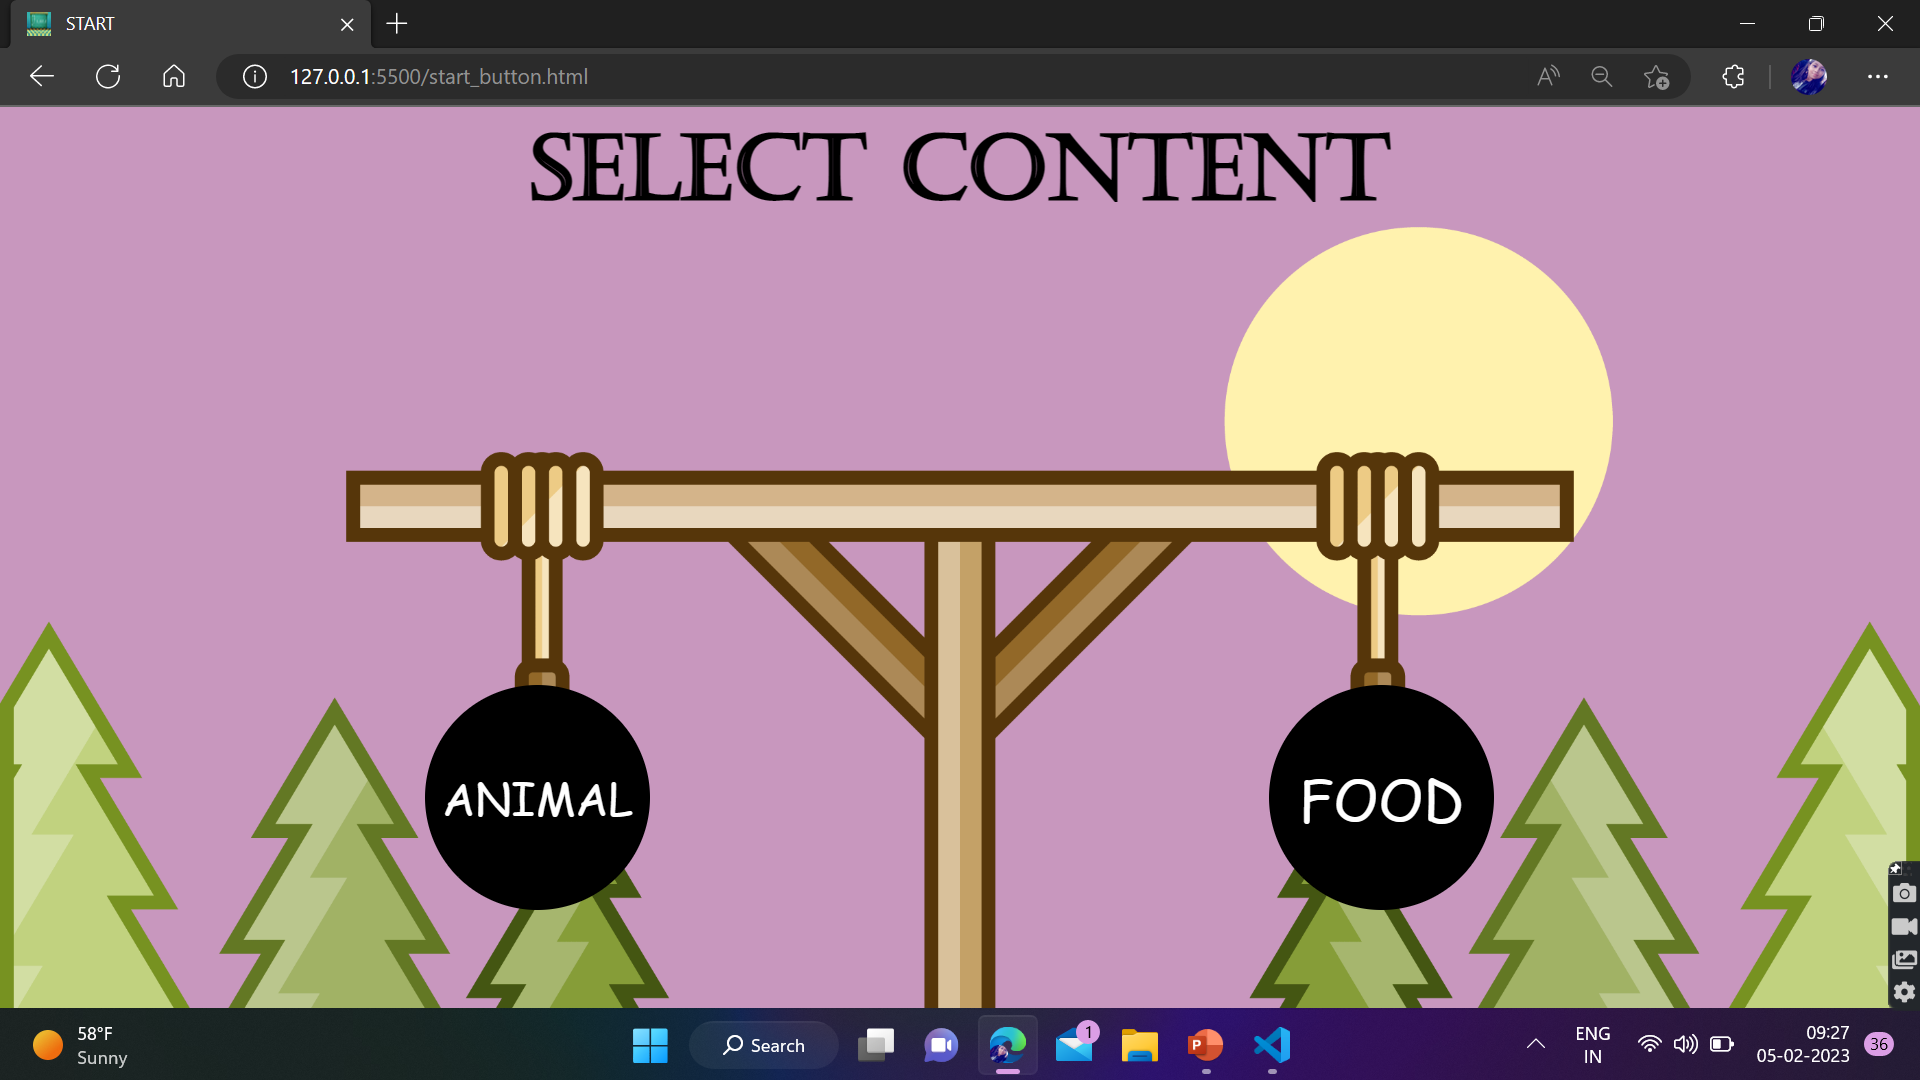 START
127.0.0.1:5500/start_button.html
SELECT CONTENT
ANIMAL
FOOD
58°F
Sunny
Search
1
ENG
IN
09:27
05-02-2023
36